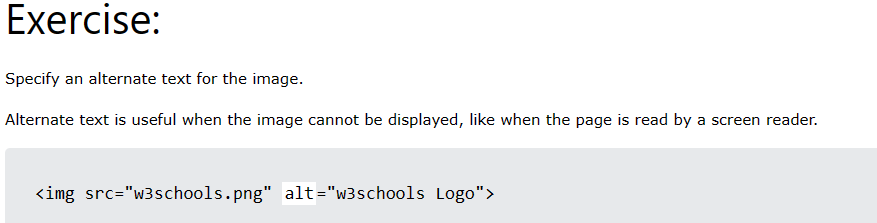 Exercise:
Specify an alternate text for the image.
Alternate text is useful when the image cannot be displayed, like when the page is read by a screen reader.
<img src="w3schools.png" alt="w3schools Logo">